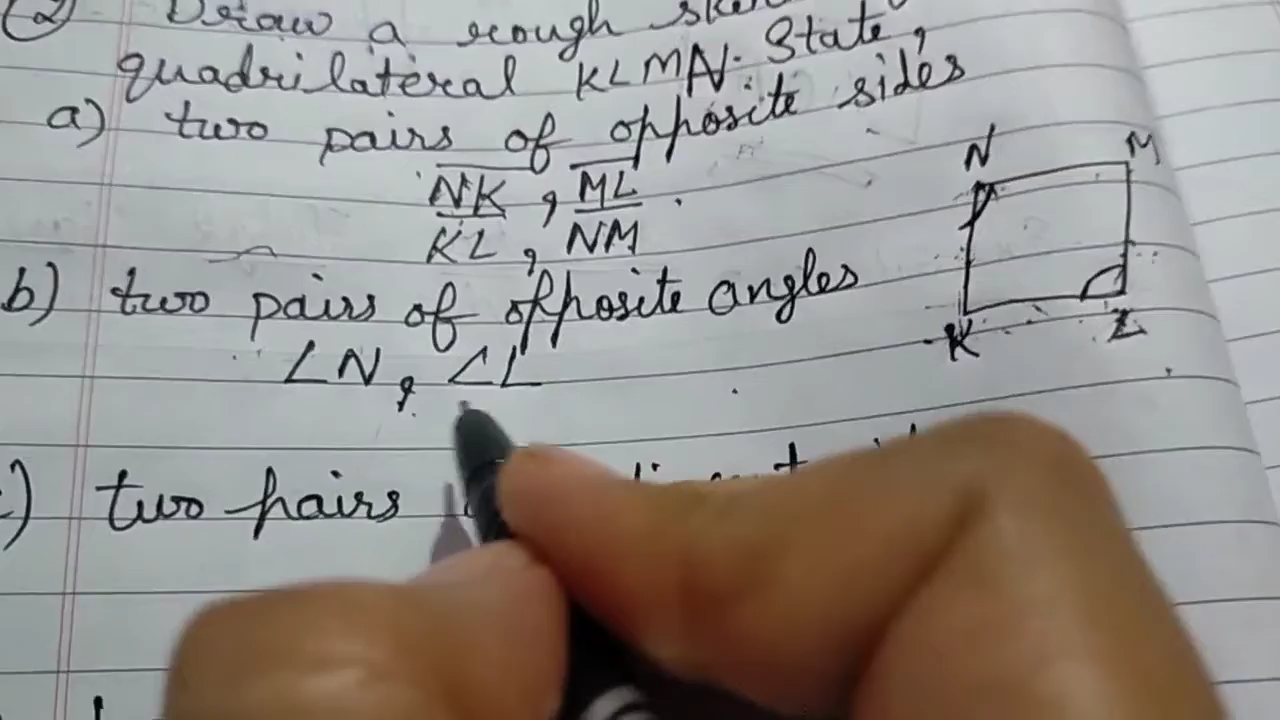 2) Draw a rough
quadrilateral KLMN. State,
a) two pairs of opposite sides
NK, ML.
KL, NM
b) two pairs of opposite angles
∠N, ∠L
) two pairs
N M
K L